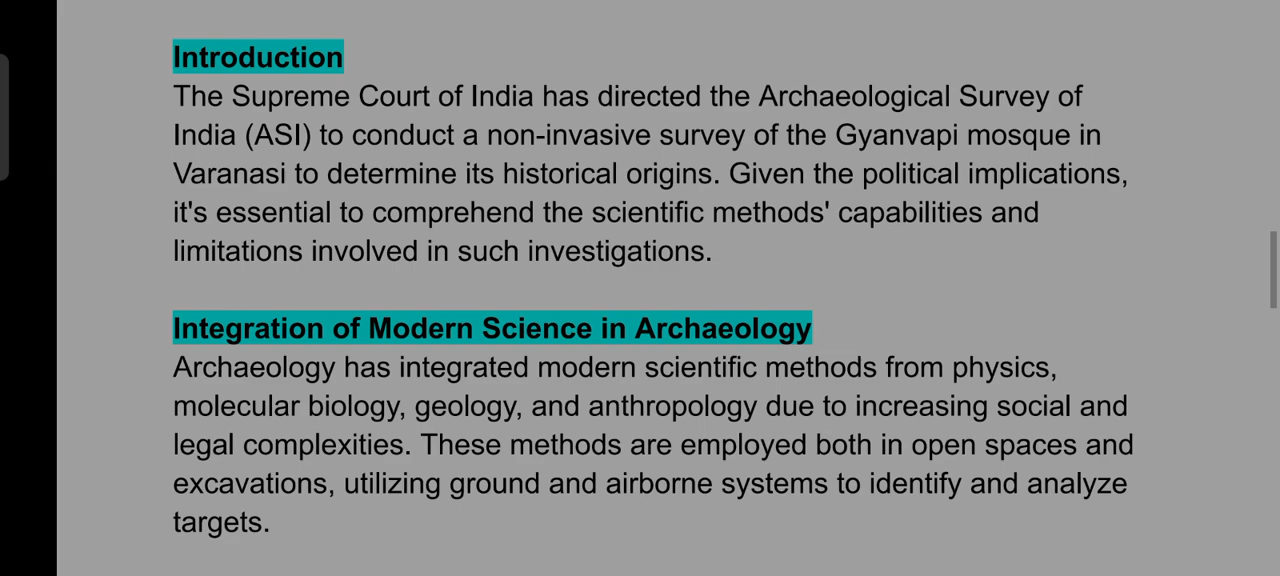 Introduction
The Supreme Court of India has directed the Archaeological Survey of
India (ASI) to conduct a non-invasive survey of the Gyanvapi mosque in
Varanasi to determine its historical origins. Given the political implications,
it's essential to comprehend the scientific methods' capabilities and
limitations involved in such investigations.
Integration of Modern Science in Archaeology
Archaeology has integrated modern scientific methods from physics,
molecular biology, geology, and anthropology due to increasing social and
legal complexities. These methods are employed both in open spaces and
excavations, utilizing ground and airborne systems to identify and analyze
targets.